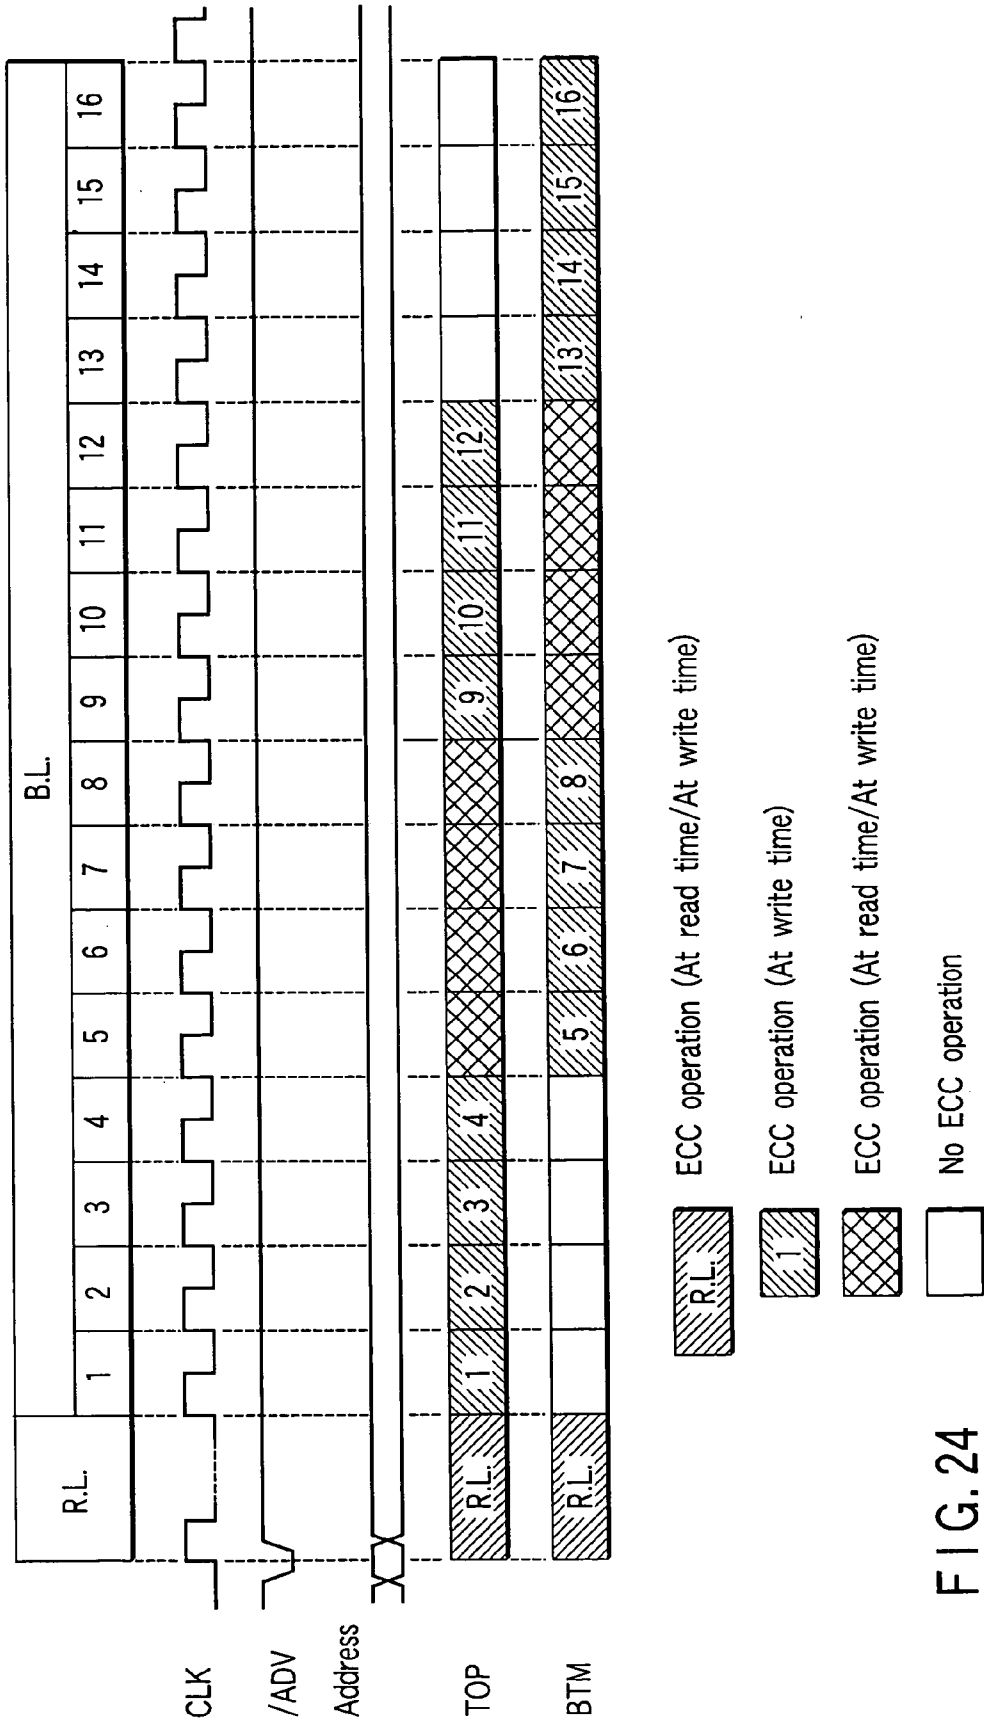 R.L. B.L.
1 2 3 4 5 6 7 8 9 10 11 12 13 14 15 16
CLK
/ADV
Address
TOP R.L. 1 2 3 4 9 10 11 12
BTM R.L. 5 6 7 8 13 14 15 16
R.L. ECC operation (At read time/At write time)
1 ECC operation (At write time)
ECC operation (At read time/At write time)
No ECC operation
FIG. 24